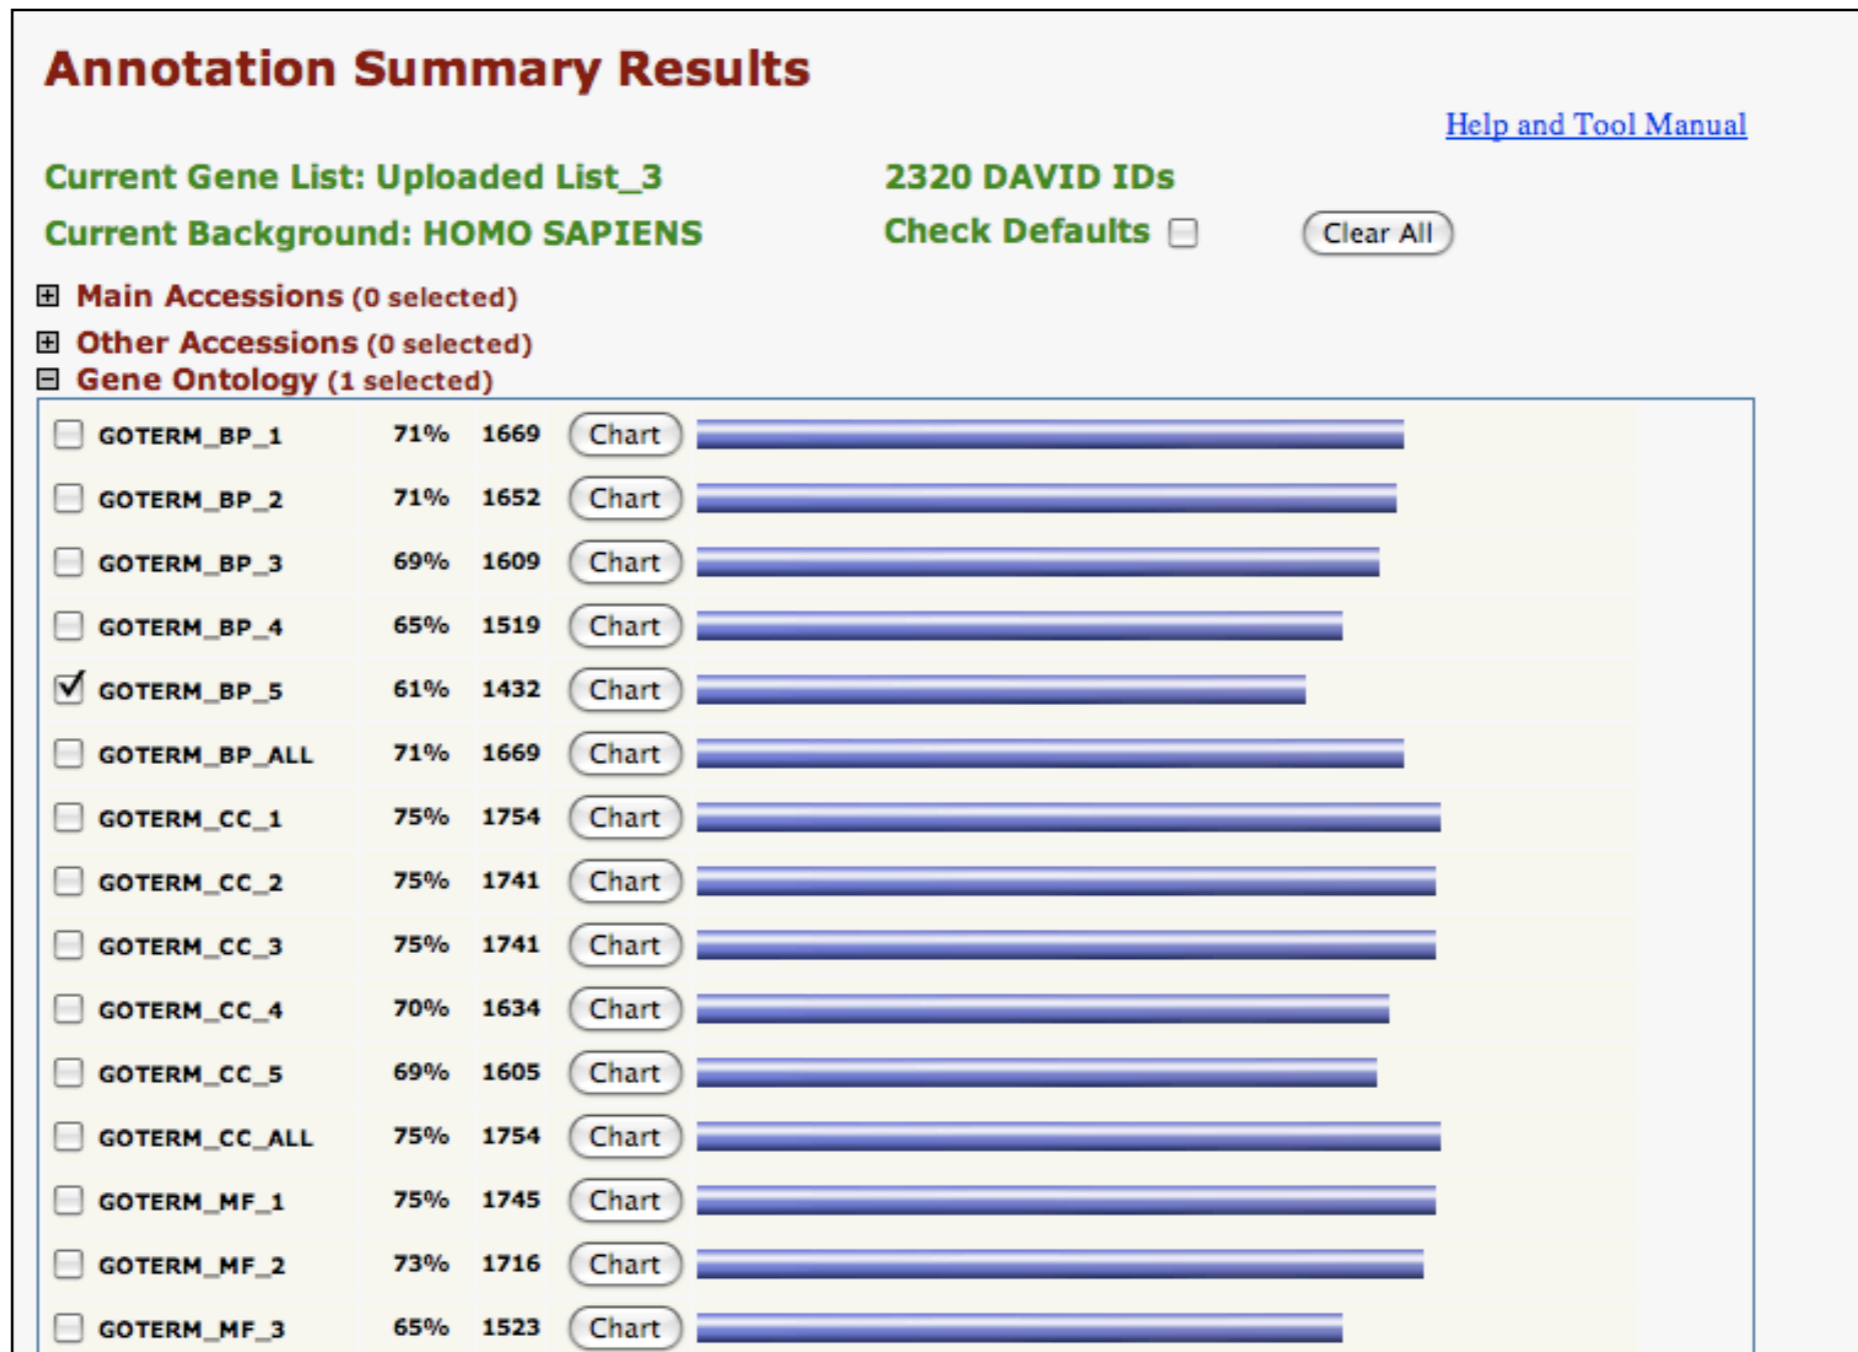 Annotation Summary Results
Help and Tool Manual
Current Gene List: Uploaded List_3 2320 DAVID IDs
Current Background: HOMO SAPIENS Check Defaults Clear All
Main Accessions (0 selected)
Other Accessions (0 selected)
Gene Ontology (1 selected)
GOTERM_BP_1 71% 1669 Chart
GOTERM_BP_2 71% 1652 Chart
GOTERM_BP_3 69% 1609 Chart
GOTERM_BP_4 65% 1519 Chart
GOTERM_BP_5 61% 1432 Chart
GOTERM_BP_ALL 71% 1669 Chart
GOTERM_CC_1 75% 1754 Chart
GOTERM_CC_2 75% 1741 Chart
GOTERM_CC_3 75% 1741 Chart
GOTERM_CC_4 70% 1634 Chart
GOTERM_CC_5 69% 1605 Chart
GOTERM_CC_ALL 75% 1754 Chart
GOTERM_MF_1 75% 1745 Chart
GOTERM_MF_2 73% 1716 Chart
GOTERM_MF_3 65% 1523 Chart